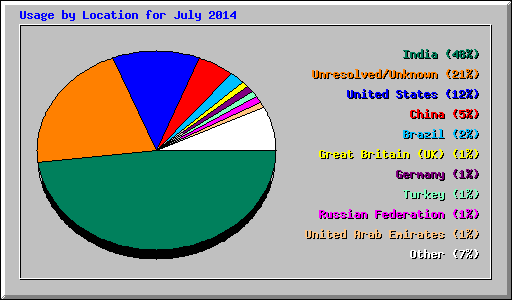 Usage by Location for July 2014
India (48%)
Unresolved/Unknown (21%)
United States (12%)
China (5%)
Brazil (2%)
Great Britain (UK) (1%)
Germany (1%)
Turkey (1%)
Russian Federation (1%)
United Arab Emirates (1%)
Other (7%)